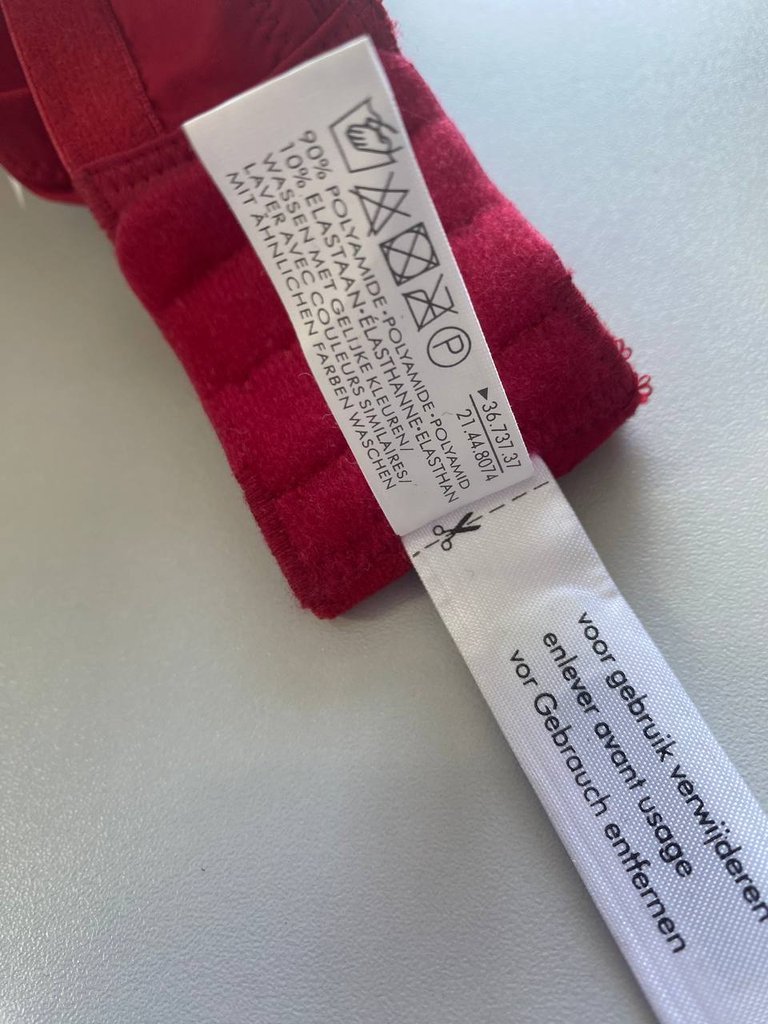 90% POLYAMIDE•POLYAMIDE•POLYAMID
10% ELASTAAN•ÉLASTHANNE•ELASTHAN
WASSEN MET GELIJKE KLEUREN/
LAVER AVEC COULEURS SIMILAIRES/
MIT ÄHNLICHEN FARBEN WASCHEN
P
▶36.737.37
21.44.8074
voor gebruik verwijderen
enlever avant usage
vor Gebrauch entfernen